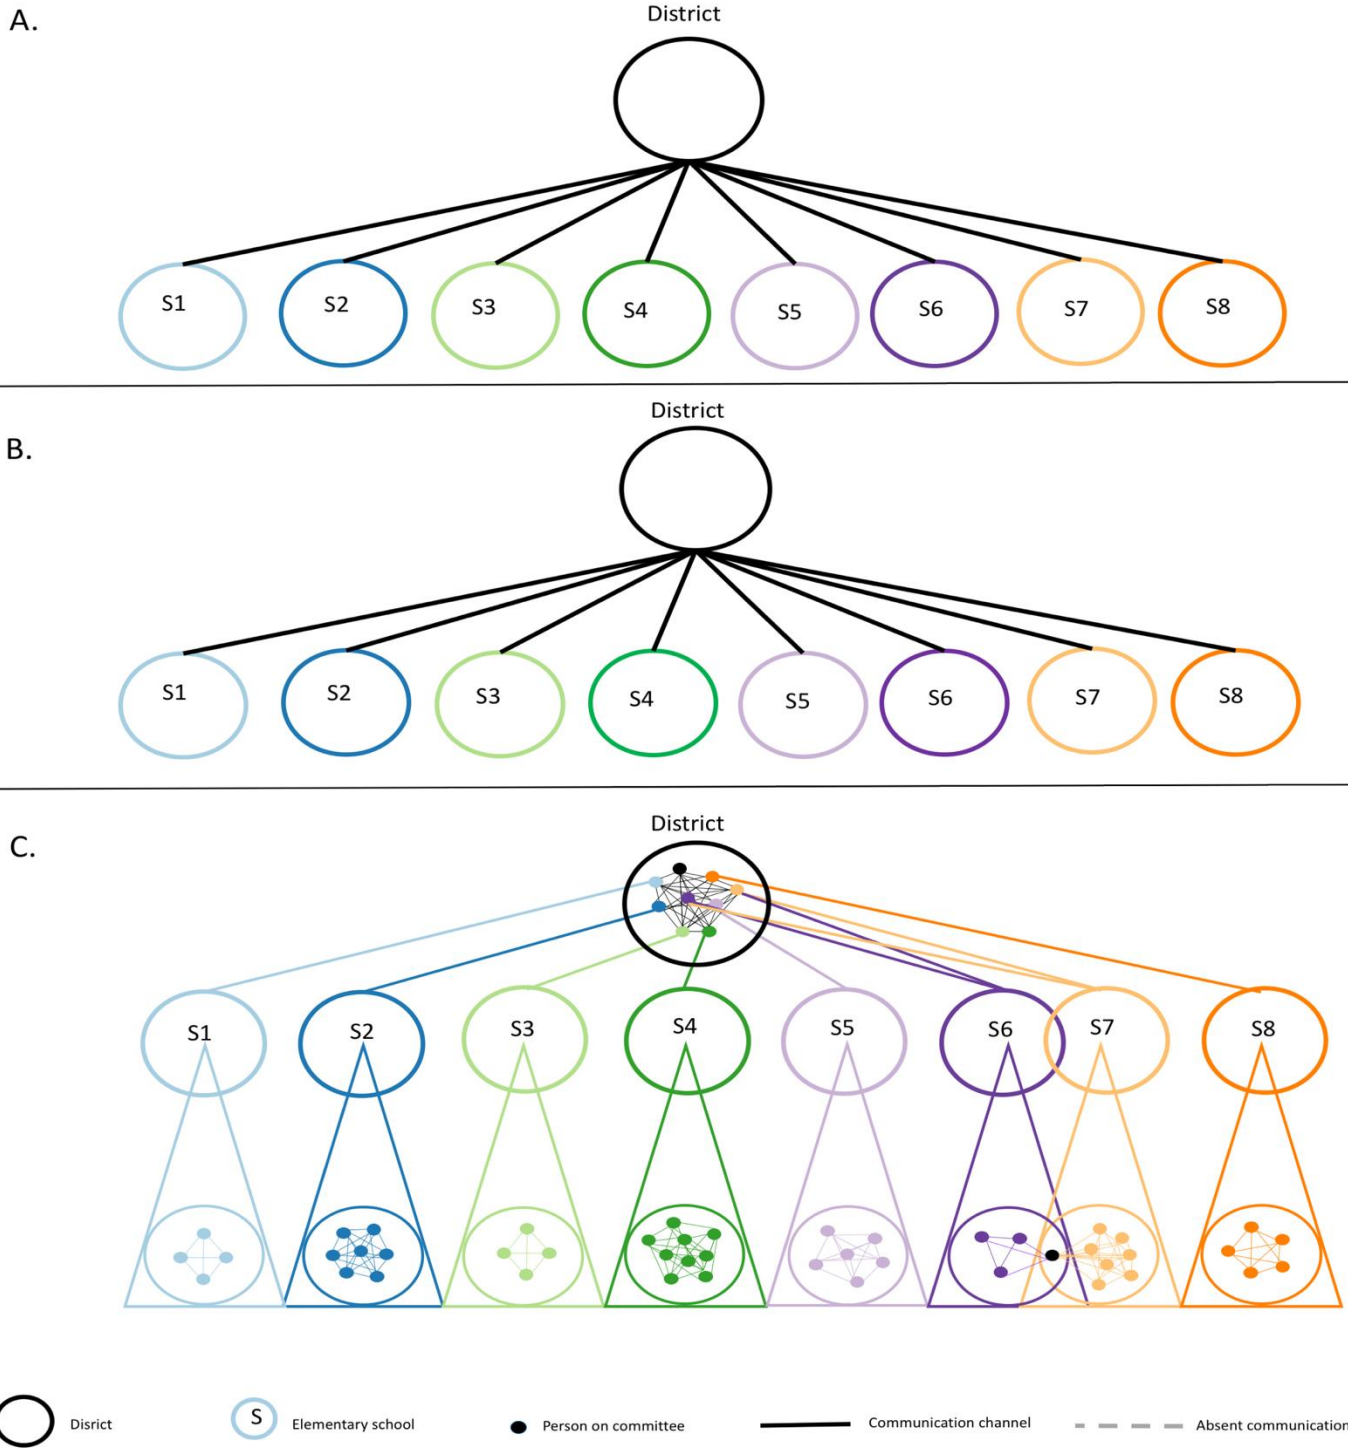 A.
District
S1 S2 S3 S4 S5 S6 S7 S8
District
B.
S1 S2 S3 S4 S5 S6 S7 S8
District
C.
S1 S2 S3 S4 S5 S6 S7 S8
Disrict S Elementary school Person on committee Communication channel Absent communication